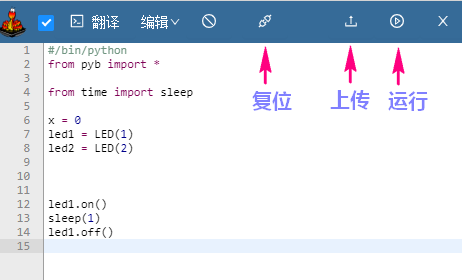 翻译 编辑
复位 上传 运行
1 #/bin/python
2 from pyb import *
3
4 from time import sleep
5
6 x = 0
7 led1 = LED(1)
8 led2 = LED(2)
9
10
11
12 led1.on()
13 sleep(1)
14 led1.off()
15